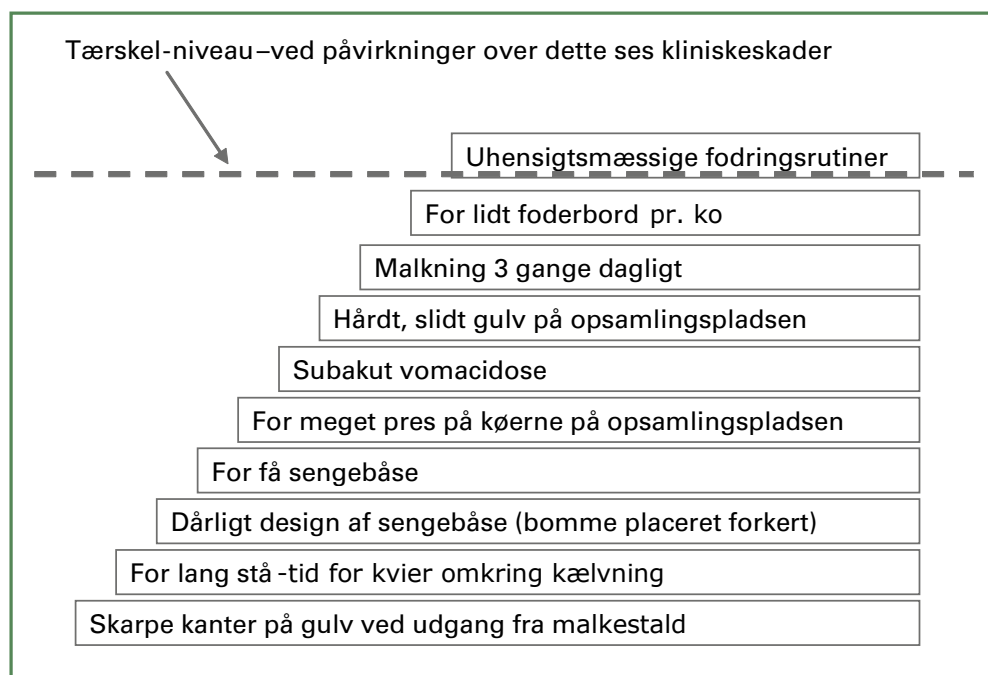 Tærskel-niveau–ved påvirkninger over dette ses kliniskeskader
Uhensigtsmæssige fodringsrutiner
For lidt foderbord pr. ko
Malkning 3 gange dagligt
Hårdt, slidt gulv på opsamlingspladsen
Subakut vomacidose
For meget pres på køerne på opsamlingspladsen
For få sengebåse
Dårligt design af sengebåse (bomme placeret forkert)
For lang stå-tid for kvier omkring kælvning
Skarpe kanter på gulv ved udgang fra malkestald